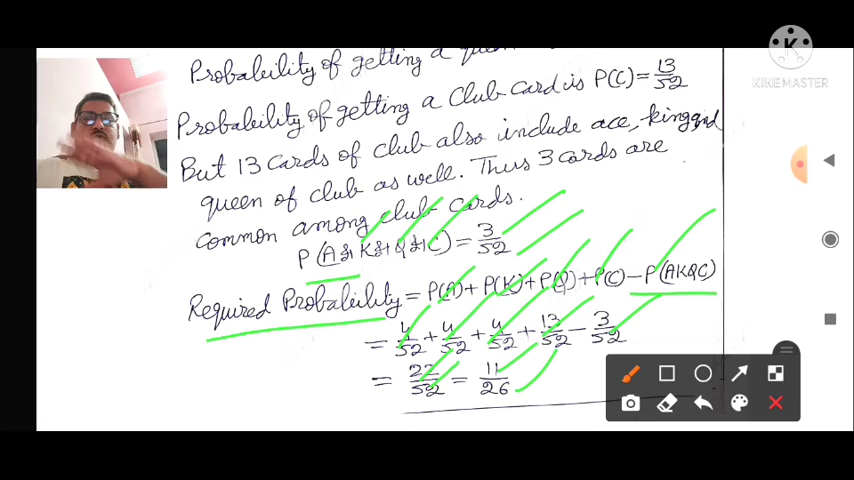 Probability of getting a queen
Probability of getting a Club card is P(C) = 13/52
But 13 cards of club also include ace, king and
queen of club as well. Thus 3 cards are
common among club cards.
P(A&K&Q&C) = 3/52
Required Probability = P(A) + P(K) + P(Q) + P(C) - P(AKQC)
= 4/52 + 4/52 + 4/52 + 13/52 - 3/52
= 22/52 = 11/26
K
KINEMASTER